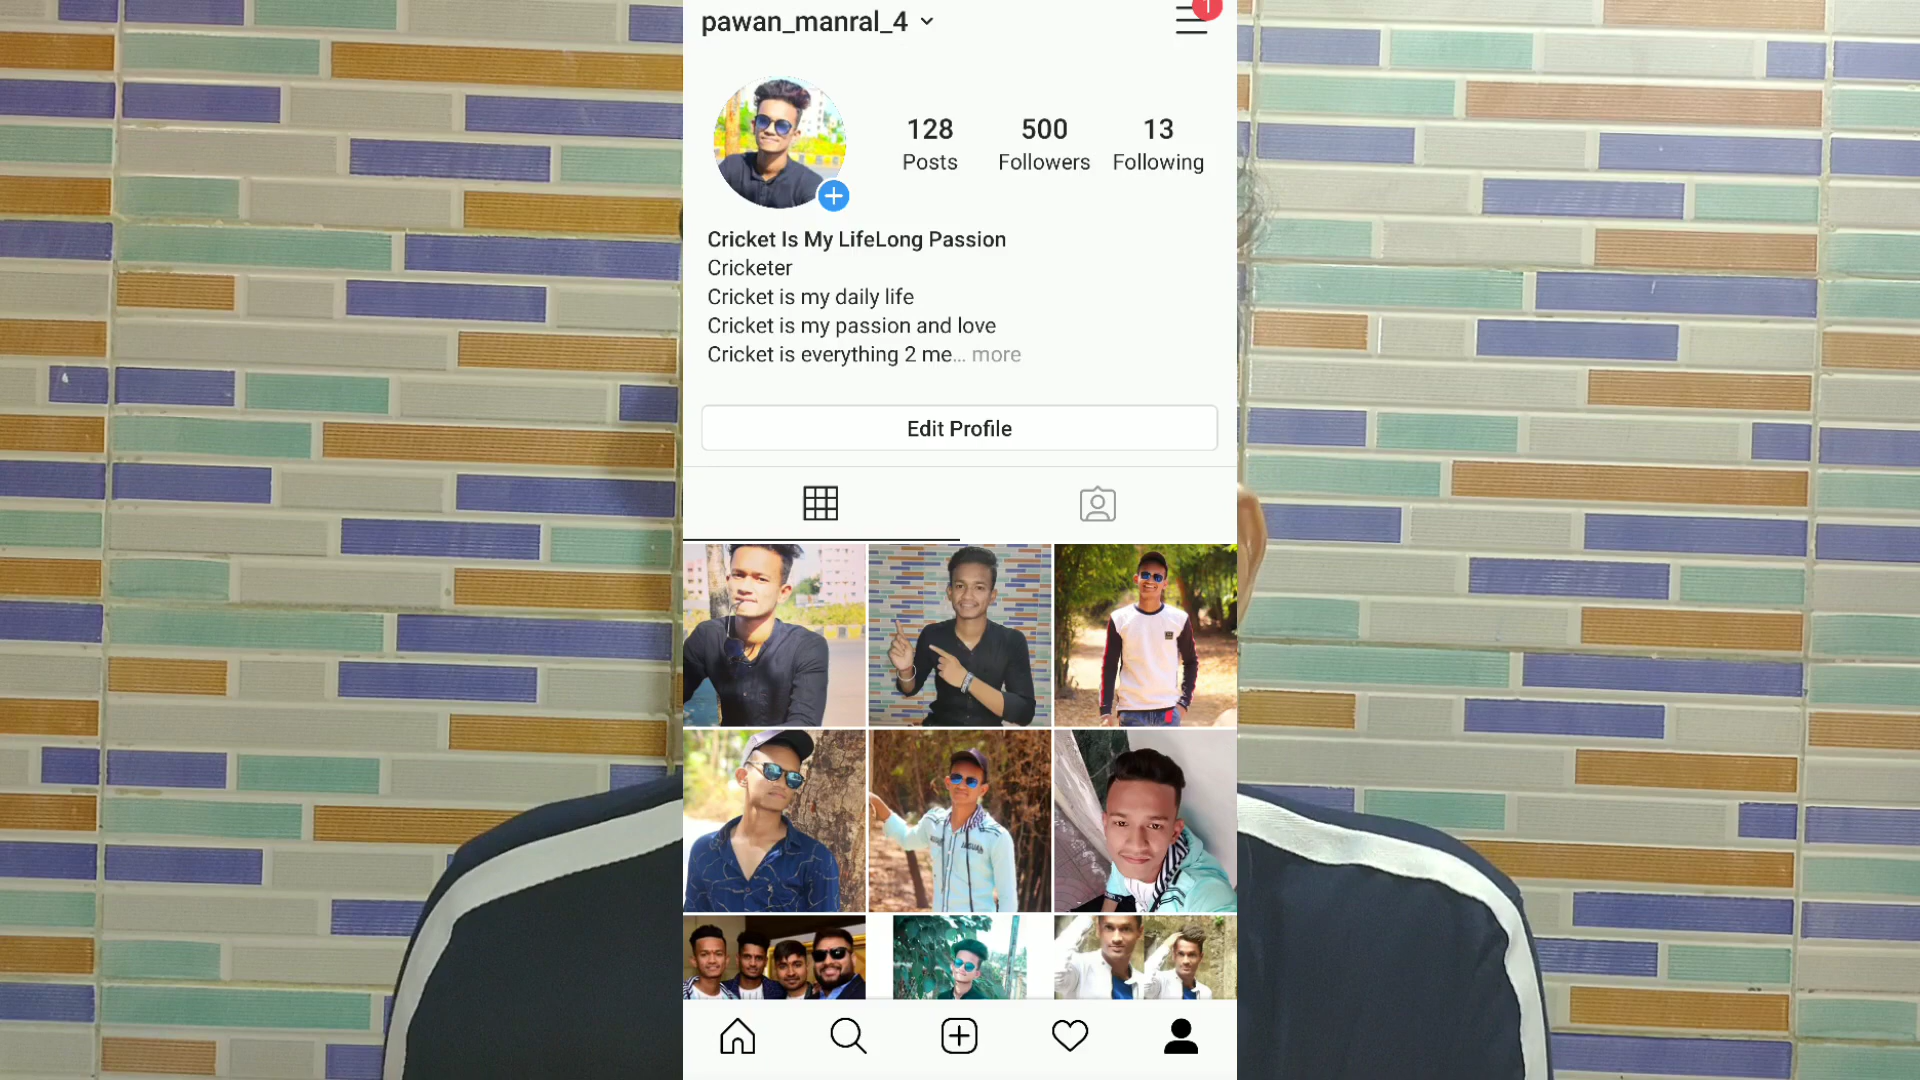 pawan_manral_4
1
128
500
13
Posts
Followers
Following
Cricket Is My LifeLong Passion
Cricketer
Cricket is my daily life
Cricket is my passion and love
Cricket is everything 2 me... more
Edit Profile